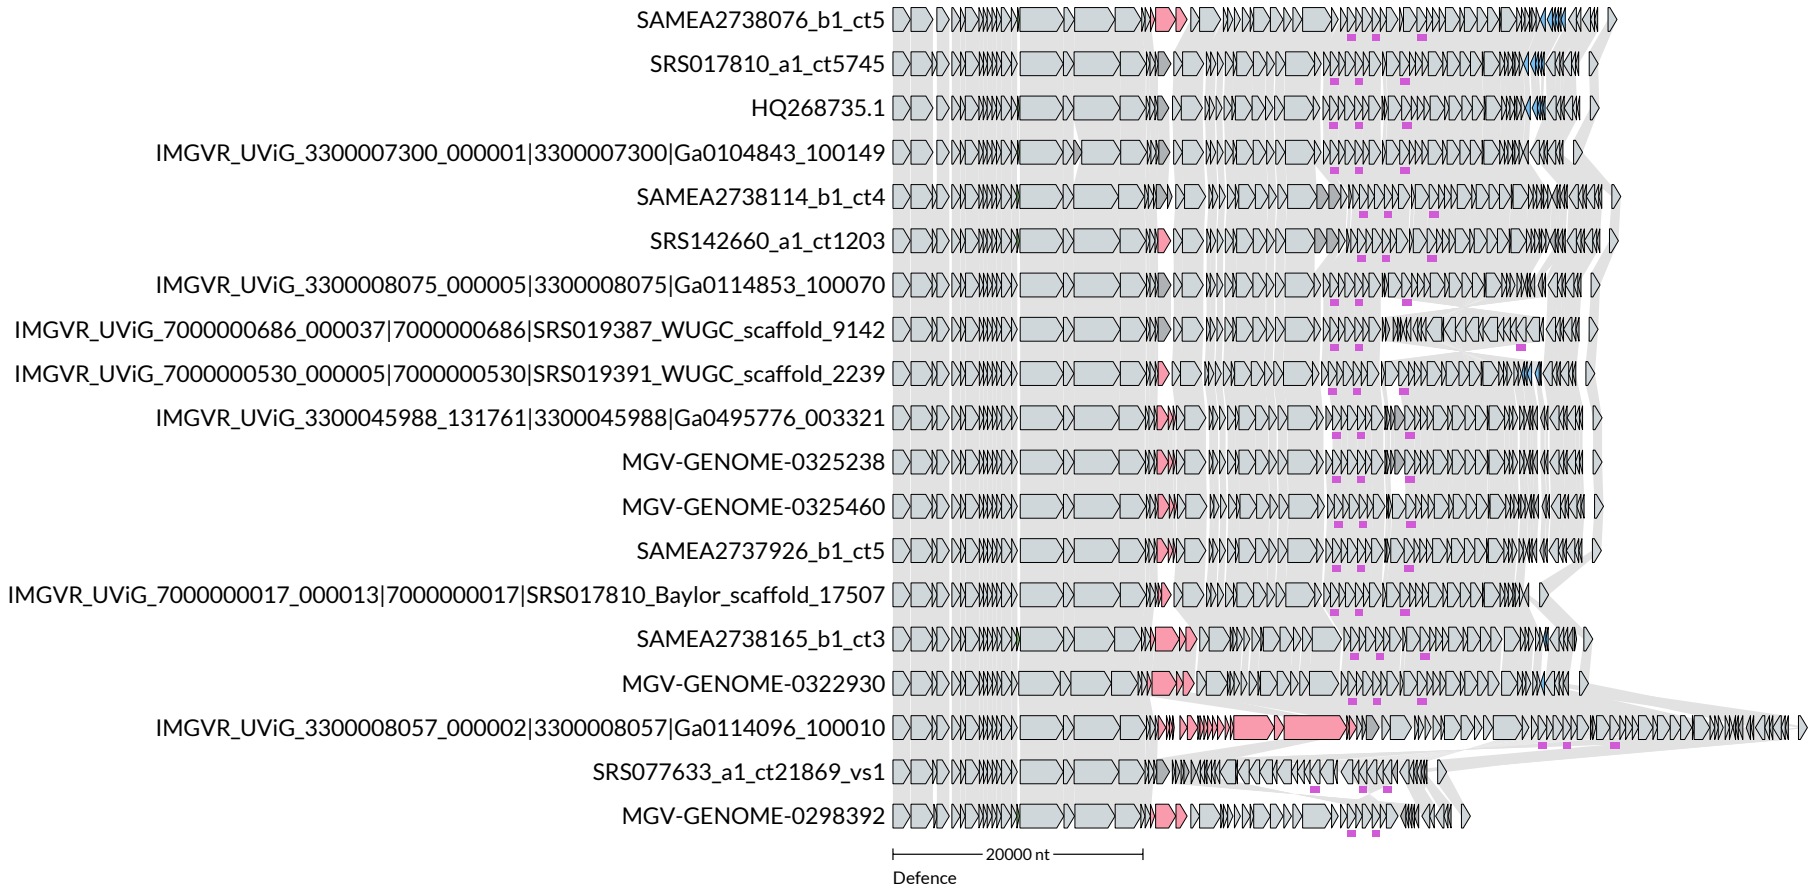 SAMEA2738076_b1_ct5
SRS017810_a1_ct5745
HQ268735.1
IMGVR_UViG_3300007300_000001|3300007300|Ga0104843_100149
SAMEA2738114_b1_ct4
SRS142660_a1_ct1203
IMGVR_UViG_3300008075_000005|3300008075|Ga0114853_100070
IMGVR_UViG_7000000686_000037|7000000686|SRS019387_WUGC_scaffold_9142
IMGVR_UViG_7000000530_000005|7000000530|SRS019391_WUGC_scaffold_2239
IMGVR_UViG_3300045988_131761|3300045988|Ga0495776_003321
MGV-GENOME-0325238
MGV-GENOME-0325460
SAMEA2737926_b1_ct5
IMGVR_UViG_7000000017_000013|7000000017|SRS017810_Baylor_scaffold_17507
SAMEA2738165_b1_ct3
MGV-GENOME-0322930
IMGVR_UViG_3300008057_000002|3300008057|Ga0114096_100010
SRS077633_a1_ct21869_vs1
MGV-GENOME-0298392
20000 nt
Defence